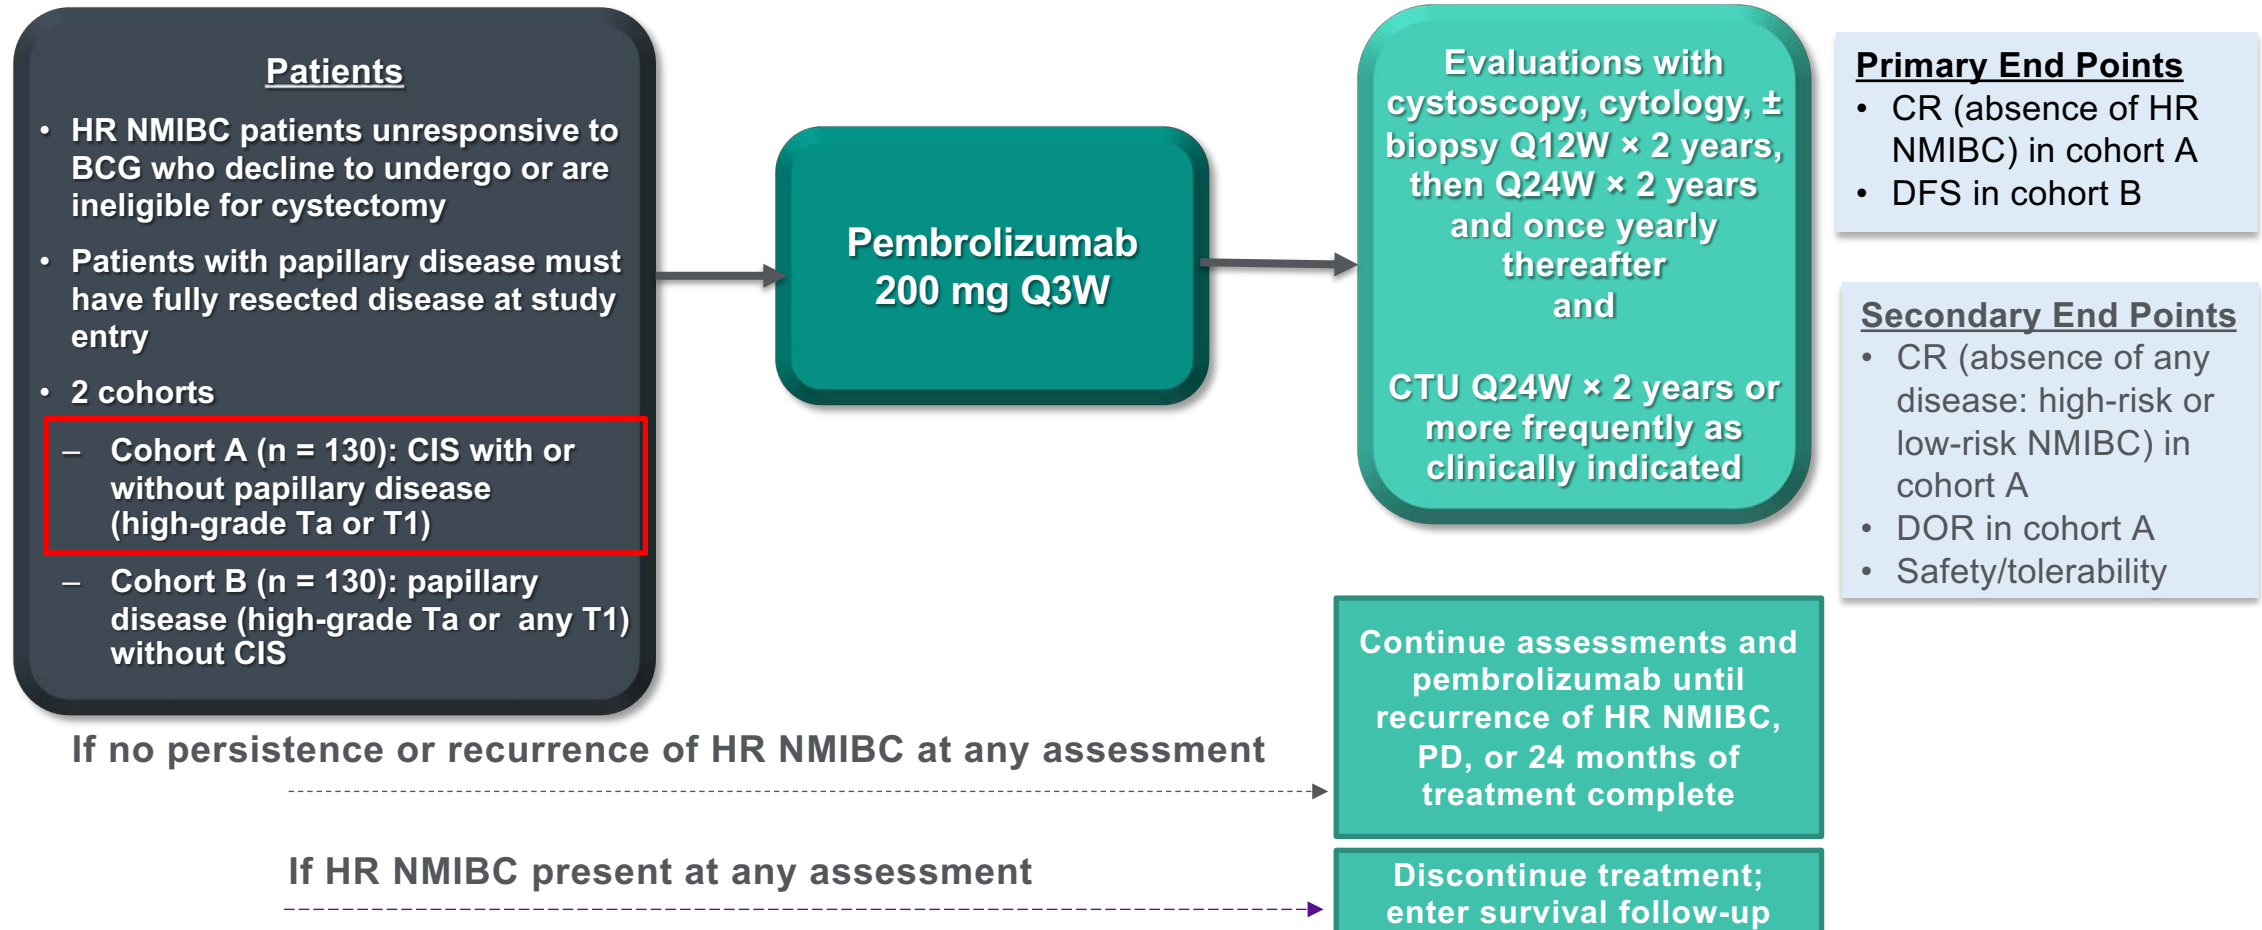 Patients
• HR NMIBC patients unresponsive to
BCG who decline to undergo or are
ineligible for cystectomy
• Patients with papillary disease must
have fully resected disease at study
entry
• 2 cohorts
– Cohort A (n = 130): CIS with or
without papillary disease
(high-grade Ta or T1)
– Cohort B (n = 130): papillary
disease (high-grade Ta or any T1)
without CIS
Pembrolizumab
200 mg Q3W
Evaluations with
cystoscopy, cytology, ±
biopsy Q12W × 2 years,
then Q24W × 2 years
and once yearly
thereafter
and
CTU Q24W × 2 years or
more frequently as
clinically indicated
Primary End Points
• CR (absence of HR
NMIBC) in cohort A
• DFS in cohort B
Secondary End Points
• CR (absence of any
disease: high-risk or
low-risk NMIBC) in
cohort A
• DOR in cohort A
• Safety/tolerability
If no persistence or recurrence of HR NMIBC at any assessment
Continue assessments and
pembrolizumab until
recurrence of HR NMIBC,
PD, or 24 months of
treatment complete
If HR NMIBC present at any assessment
Discontinue treatment;
enter survival follow-up